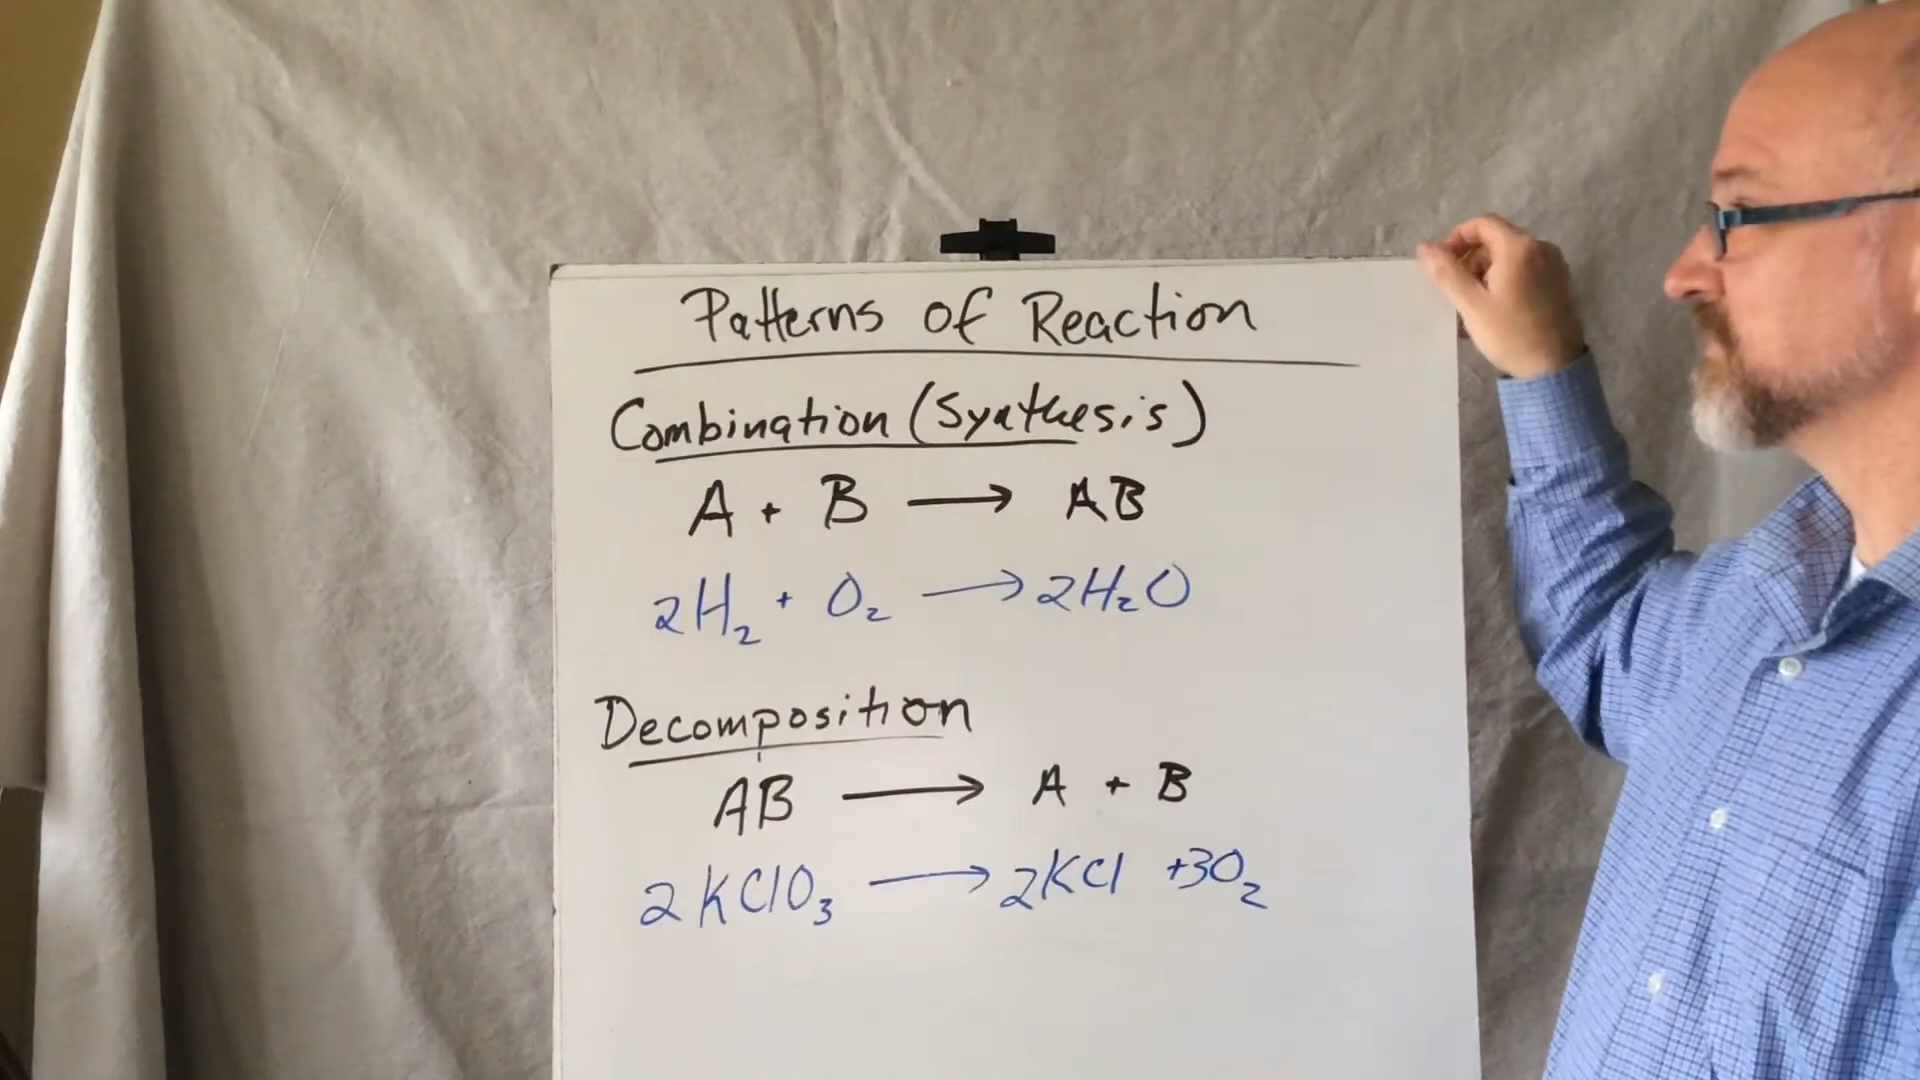 Patterns of Reaction
Combination (Synthesis)
A + B → AB
2H₂ + O₂ → 2H₂O
Decomposition
AB → A + B
2KClO₃ → 2KCl + 3O₂